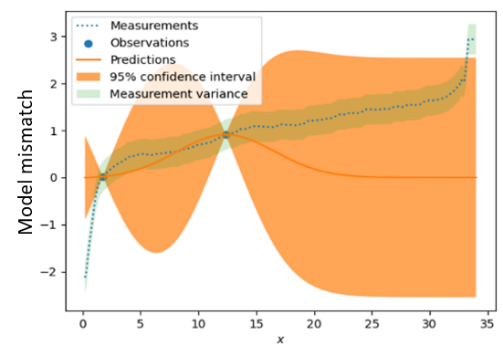 Measurements
Observations
Predictions
95% confidence interval
Measurement variance
Model mismatch
3
2
1
0
−1
−2
0 5 10 15 20 25 30 35
x